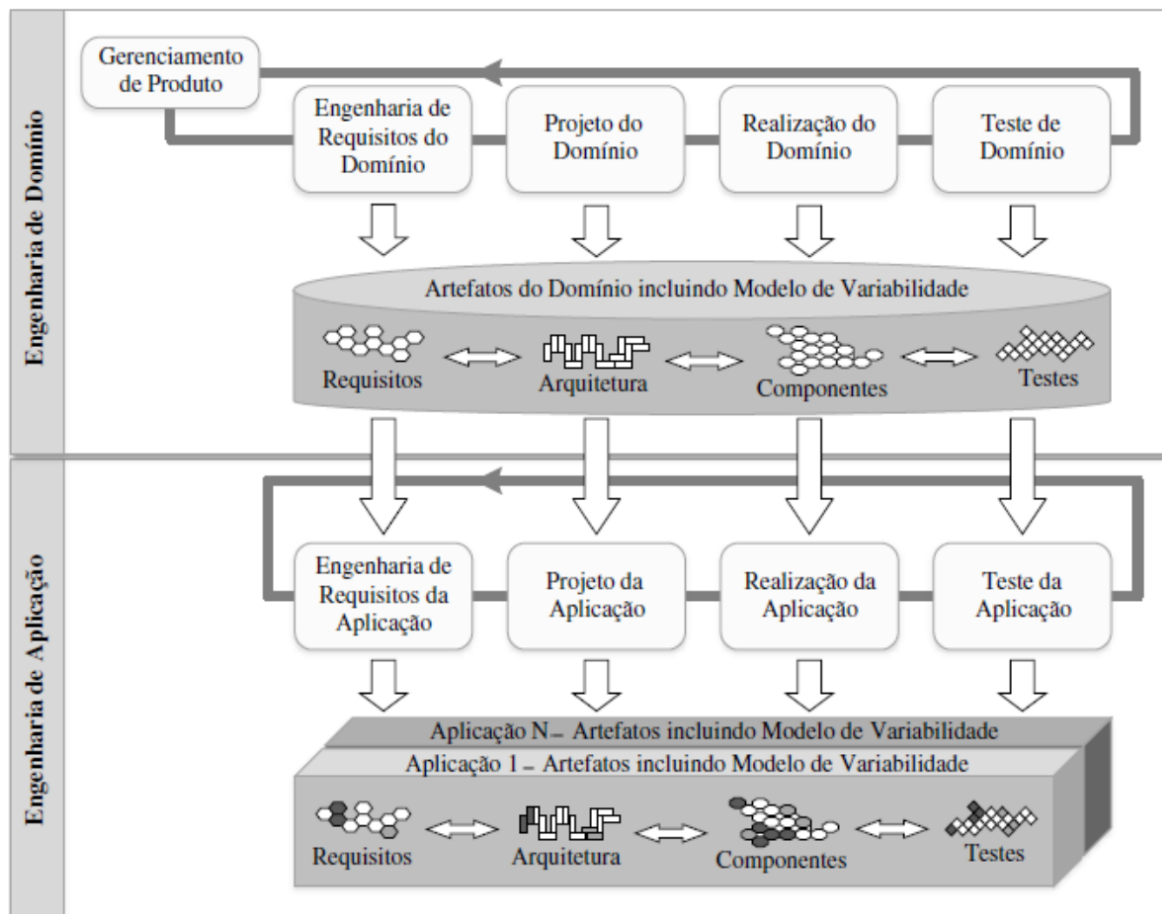 Engenharia de Domínio
Gerenciamento
de Produto
Engenharia de
Requisitos do
Domínio
Projeto do
Domínio
Realização do
Domínio
Teste de
Domínio
Artefatos do Domínio incluindo Modelo de Variabilidade
Requisitos
Arquitetura
Componentes
Testes
Engenharia de Aplicação
Engenharia de
Requisitos da
Aplicação
Projeto da
Aplicação
Realização da
Aplicação
Teste da
Aplicação
Aplicação N – Artefatos incluindo Modelo de Variabilidade
Aplicação 1 – Artefatos incluindo Modelo de Variabilidade
Requisitos
Arquitetura
Componentes
Testes